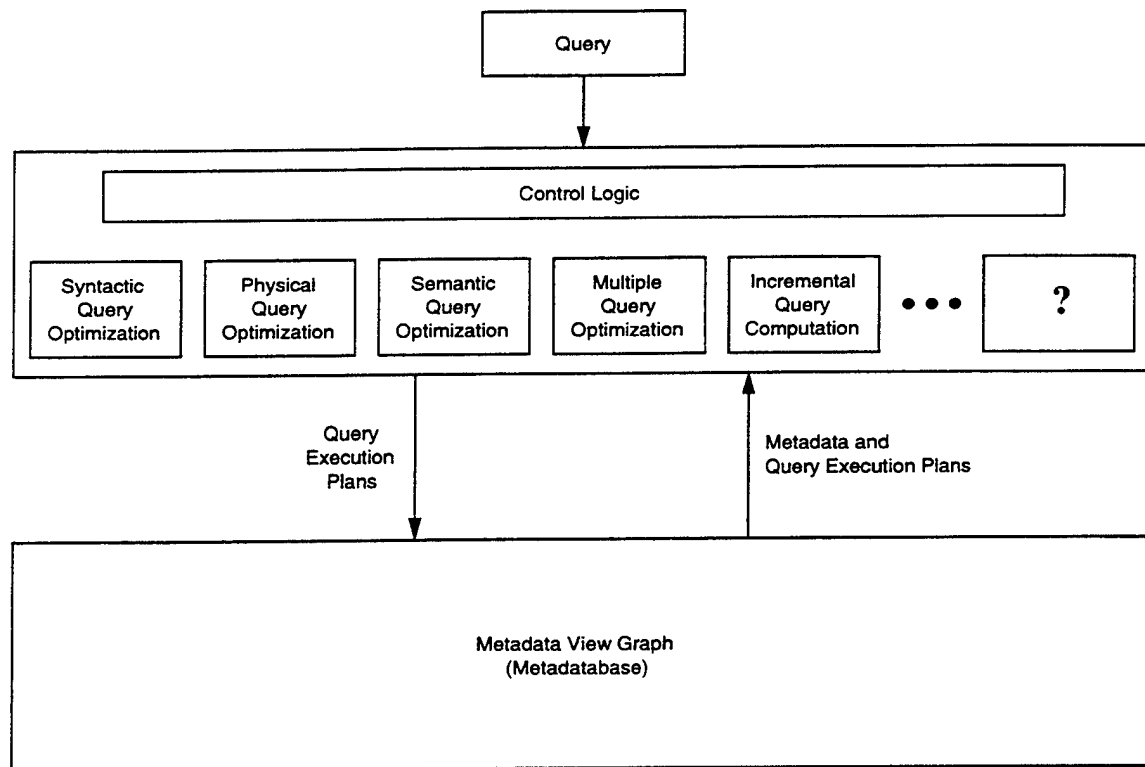 Query
Control Logic
Syntactic
Query
Optimization
Physical
Query
Optimization
Semantic
Query
Optimization
Multiple
Query
Optimization
Incremental
Query
Computation
?
Query
Execution
Plans
Metadata and
Query Execution Plans
Metadata View Graph
(Metadatabase)